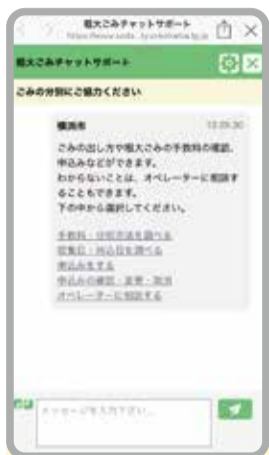 粗大ごみチャットサポート
粗大ごみチャットサポート
ごみの分別にご協力ください
横浜市
ごみの出し方や粗大ごみの手数料の確認、
申込みなどができます。
わからないことは、オペレーターに相談す
ることもできます。
下の中から選択してください。
手数料・分別方法を調べる
収集日・申込日を調べる
申込みをする
申込みの確認・変更・取消
オペレーターに相談する
メッセージを入力下さい...